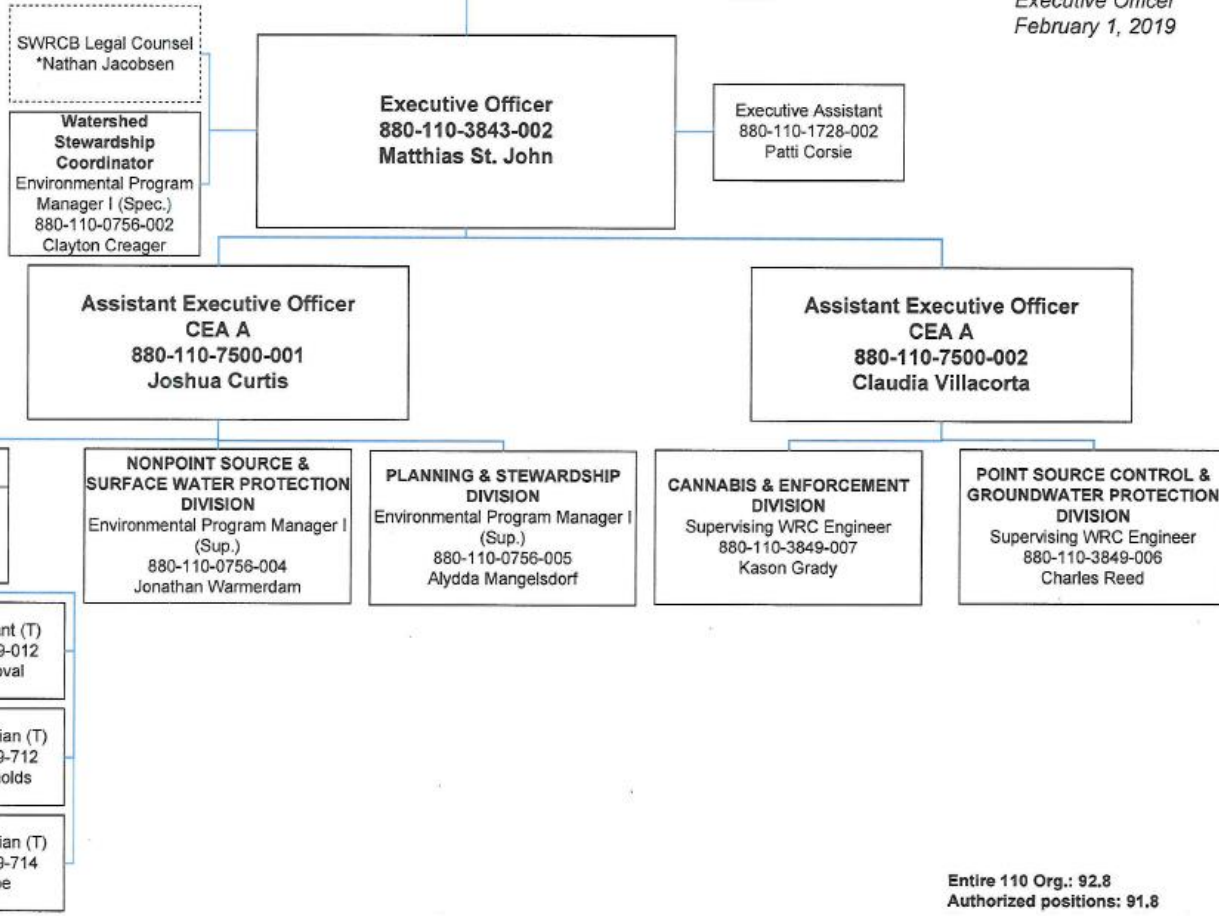 Executive Officer
February 1, 2019
SWRCB Legal Counsel
*Nathan Jacobsen
Watershed
Stewardship
Coordinator
Environmental Program
Manager I (Spec.)
880-110-0756-002
Clayton Creager
Executive Officer
880-110-3843-002
Matthias St. John
Executive Assistant
880-110-1728-002
Patti Corsie
Assistant Executive Officer
CEA A
880-110-7500-001
Joshua Curtis
Assistant Executive Officer
CEA A
880-110-7500-002
Claudia Villacorta
NONPOINT SOURCE &
SURFACE WATER PROTECTION
DIVISION
Environmental Program Manager I
(Sup.)
880-110-0756-004
Jonathan Warmerdam
PLANNING & STEWARDSHIP
DIVISION
Environmental Program Manager I
(Sup.)
880-110-0756-005
Alydda Mangelsdorf
CANNABIS & ENFORCEMENT
DIVISION
Supervising WRC Engineer
880-110-3849-007
Kason Grady
POINT SOURCE CONTROL &
GROUNDWATER PROTECTION
DIVISION
Supervising WRC Engineer
880-110-3849-006
Charles Reed
(T)
9-012
(T)
9-712
(T)
9-714
Entire 110 Org.: 92.8
Authorized positions: 91.8